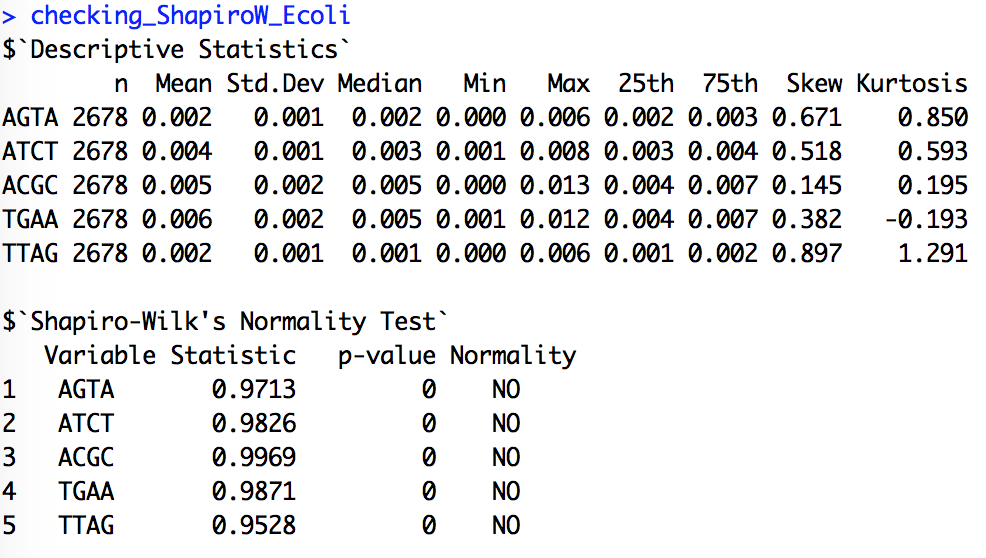 > checking_ShapiroW_Ecoli
$`Descriptive Statistics`
        n  Mean Std.Dev Median   Min   Max  25th  75th  Skew Kurtosis
AGTA 2678 0.002   0.001  0.002 0.000 0.006 0.002 0.003 0.671    0.850
ATCT 2678 0.004   0.001  0.003 0.001 0.008 0.003 0.004 0.518    0.593
ACGC 2678 0.005   0.002  0.005 0.000 0.013 0.004 0.007 0.145    0.195
TGAA 2678 0.006   0.002  0.005 0.001 0.012 0.004 0.007 0.382   -0.193
TTAG 2678 0.002   0.001  0.001 0.000 0.006 0.001 0.002 0.897    1.291
$`Shapiro-Wilk's Normality Test`
   Variable Statistic   p-value Normality
1    AGTA       0.9713         0    NO
2    ATCT       0.9826         0    NO
3    ACGC       0.9969         0    NO
4    TGAA       0.9871         0    NO
5    TTAG       0.9528         0    NO